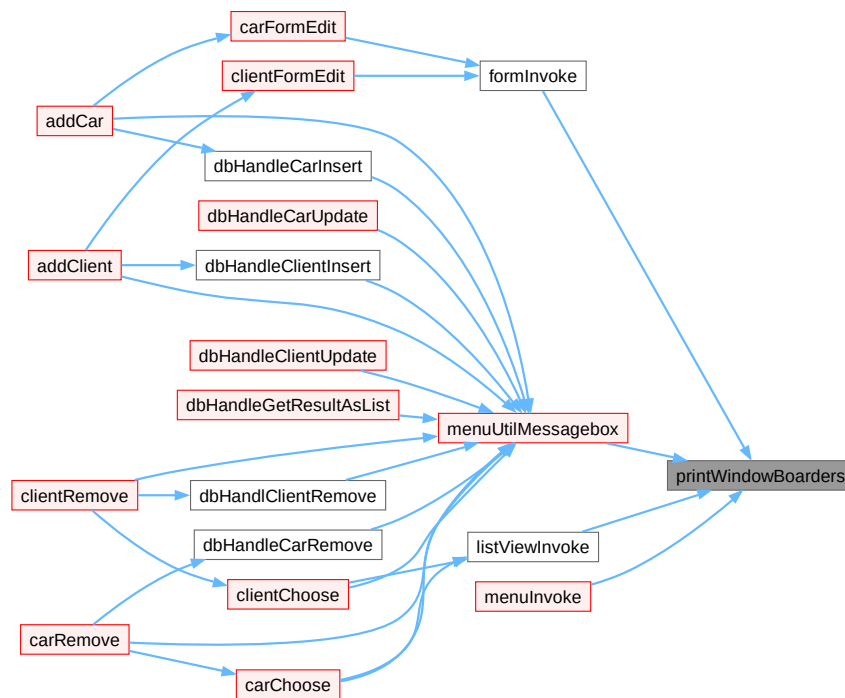 carFormEdit
clientFormEdit
formInvoke
addCar
dbHandleCarInsert
dbHandleCarUpdate
addClient
dbHandleClientInsert
dbHandleClientUpdate
dbHandleGetResultAsList
menuUtilMessagebox
printWindowBoarders
clientRemove
dbHandlClientRemove
dbHandleCarRemove
listViewInvoke
clientChoose
menuInvoke
carRemove
carChoose